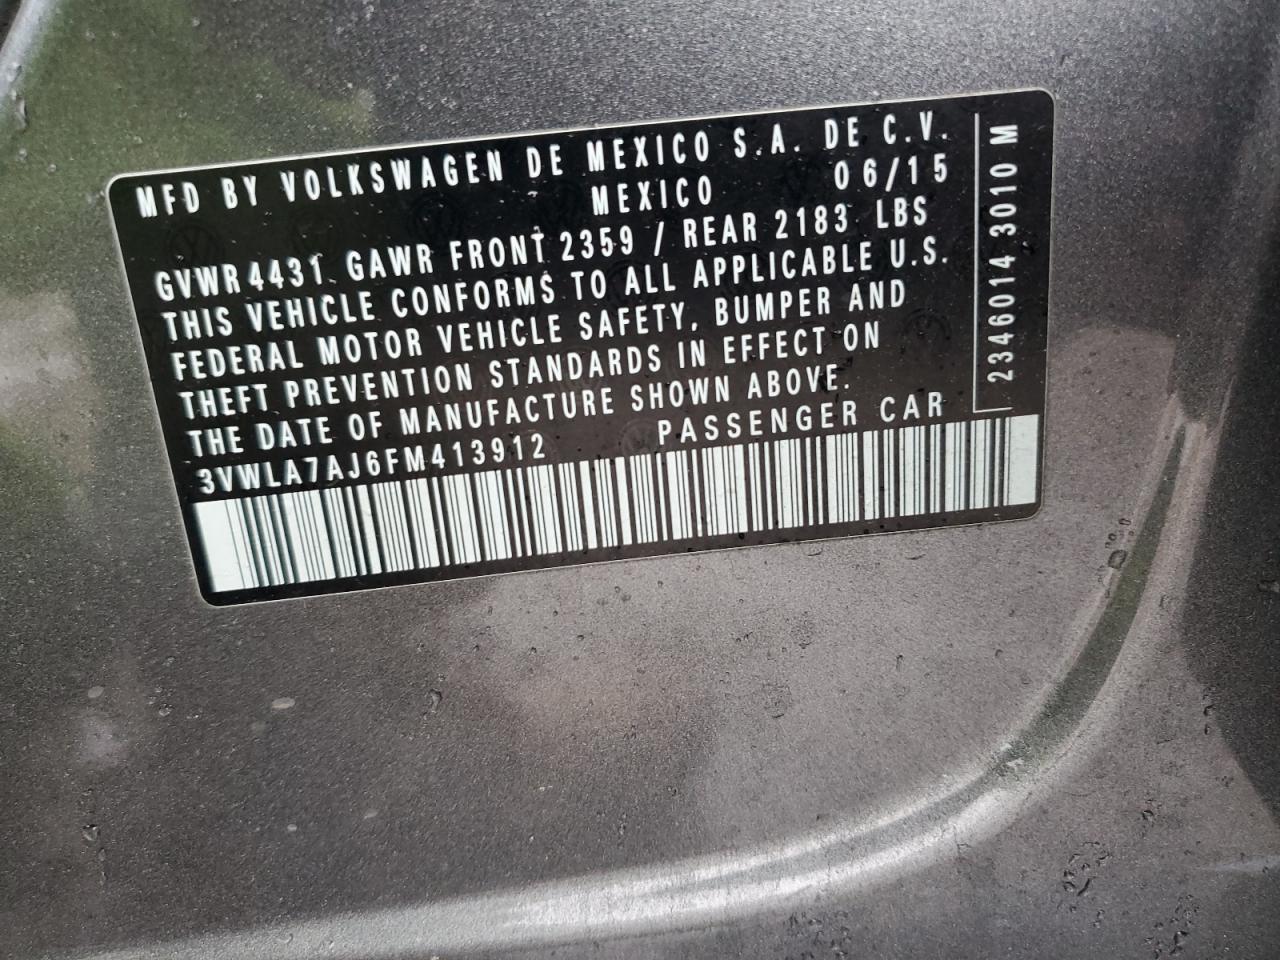 MFD BY VOLKSWAGEN DE MEXICO S.A. DE C.V.
MEXICO 06/15
GVWR 4431 GAWR FRONT 2359 / REAR 2183 LBS
THIS VEHICLE CONFORMS TO ALL APPLICABLE U.S.
FEDERAL MOTOR VEHICLE SAFETY, BUMPER AND
THEFT PREVENTION STANDARDS IN EFFECT ON
THE DATE OF MANUFACTURE SHOWN ABOVE.
3VWLA7AJ6FM413912 PASSENGER CAR
2346014 3010 M